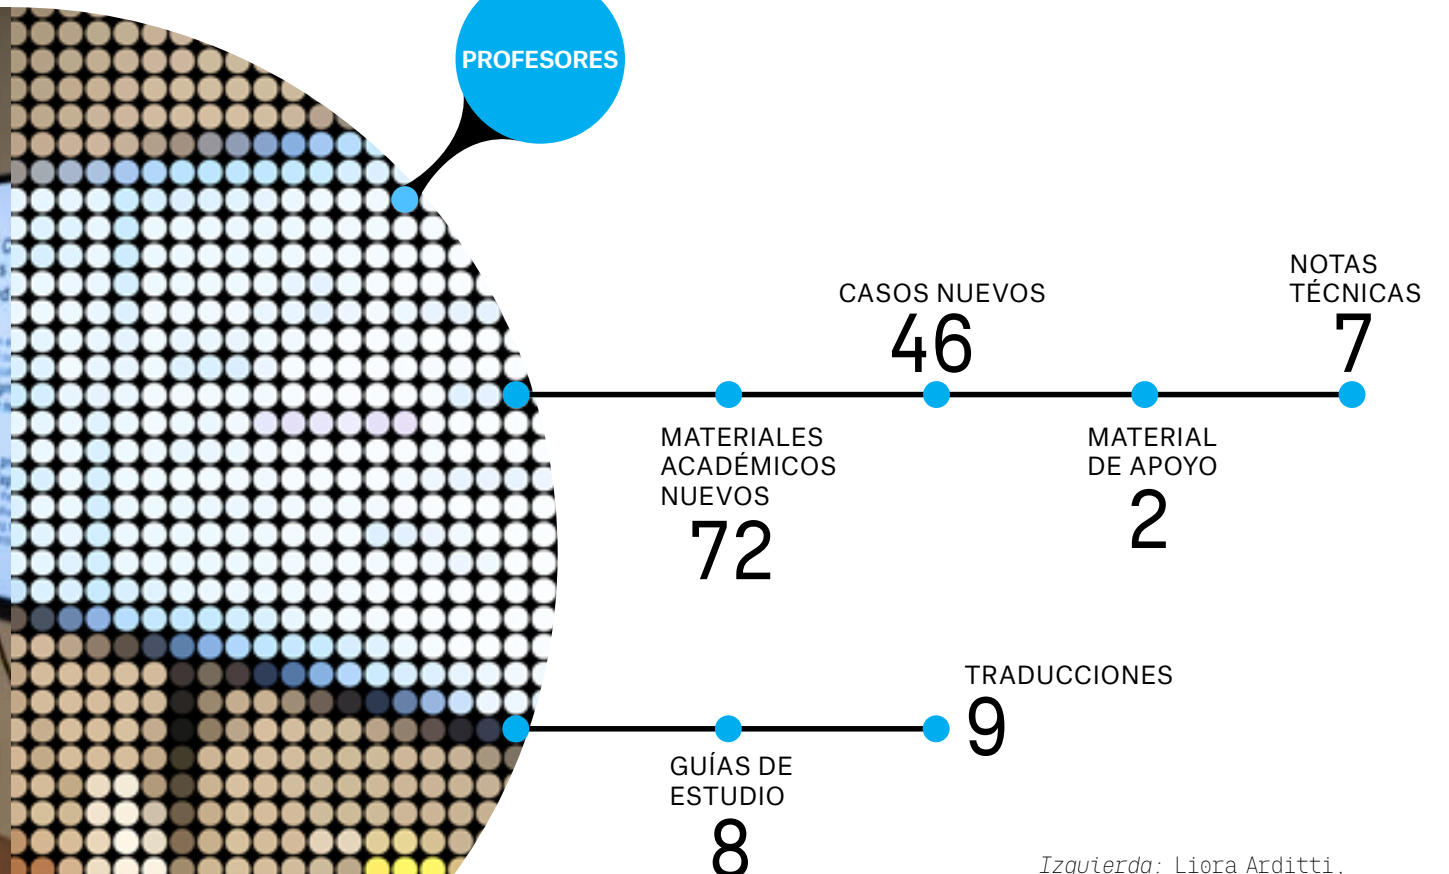 PROFESORES
NOTAS
TÉCNICAS
7
CASOS NUEVOS
46
MATERIALES
ACADÉMICOS
NUEVOS
72
MATERIAL
DE APOYO
2
TRADUCCIONES
9
GUÍAS DE
ESTUDIO
8
Izquierda: Liora Arditti,